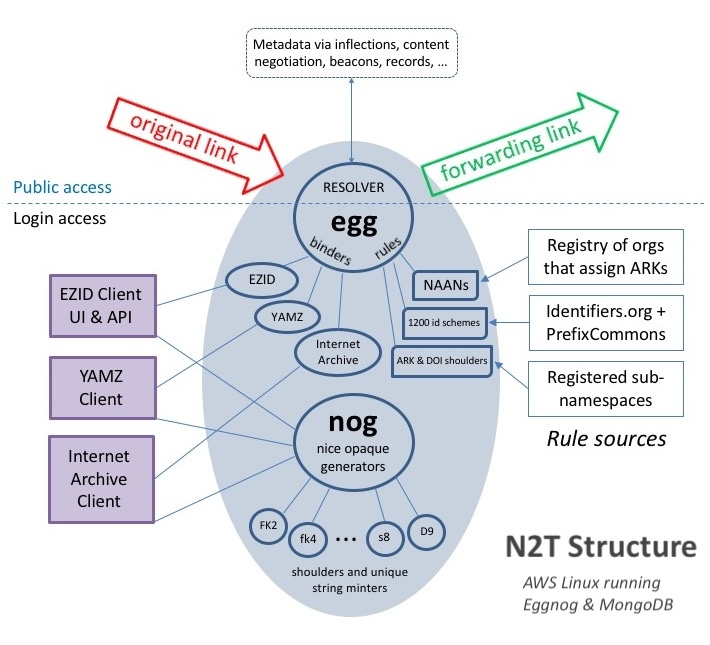 Metadata via inflections, content
negotiation, beacons, records, ...
original link
forwarding link
Public access
Login access
RESOLVER
egg
binders
rules
EZID
YAMZ
Internet
Archive
NAANs
1200 id schemes
ARK & DOI shoulders
EZID Client
UI & API
YAMZ
Client
Internet
Archive
Client
Registry of orgs
that assign ARKs
Identifiers.org +
PrefixCommons
Registered sub-
namespaces
Rule sources
nog
nice opaque
generators
FK2
fk4
...
s8
D9
shoulders and unique
string minters
N2T Structure
AWS Linux running
Eggnog & MongoDB